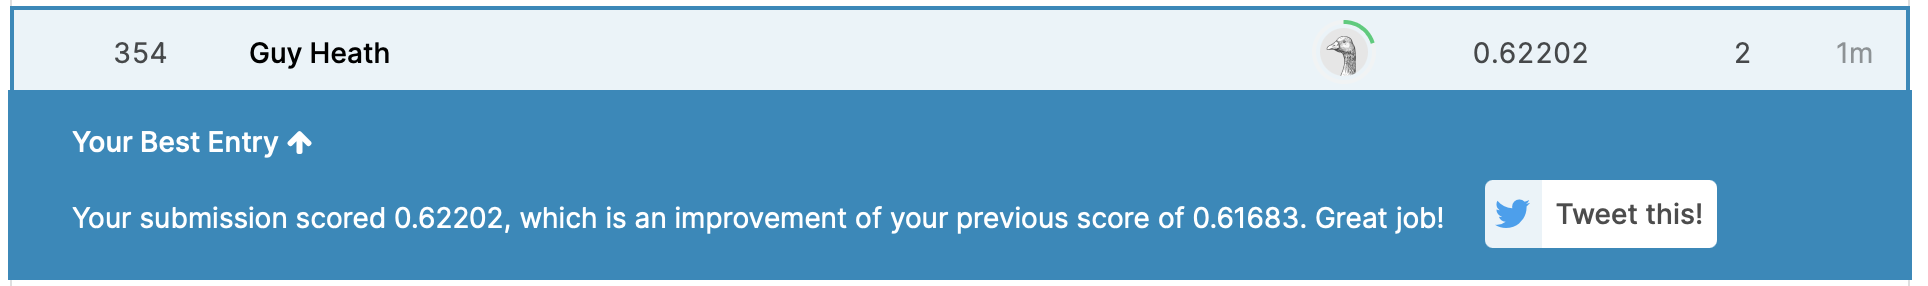 354 Guy Heath 0.62202 2 1m
Your Best Entry
Your submission scored 0.62202, which is an improvement of your previous score of 0.61683. Great job! Tweet this!